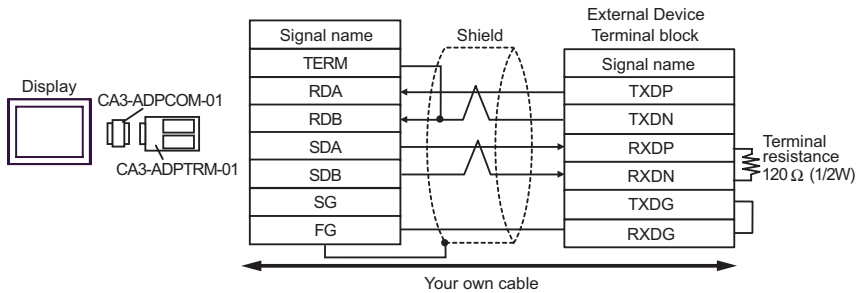 Display
CA3-ADPCOM-01
CA3-ADPTRM-01
Signal name
TERM
RDA
RDB
SDA
SDB
SG
FG
Shield
External Device
Terminal block
Signal name
TXDP
TXDN
RXDP
RXDN
TXDG
RXDG
Terminal
resistance
120 Ω (1/2W)
Your own cable